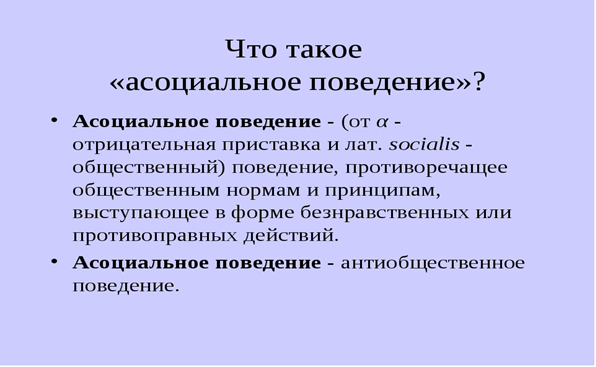 Что такое
«асоциальное поведение»?
• Асоциальное поведение - (от α -
отрицательная приставка и лат. socialis -
общественный) поведение, противоречащее
общественным нормам и принципам,
выступающее в форме безнравственных или
противоправных действий.
• Асоциальное поведение - антиобщественное
поведение.